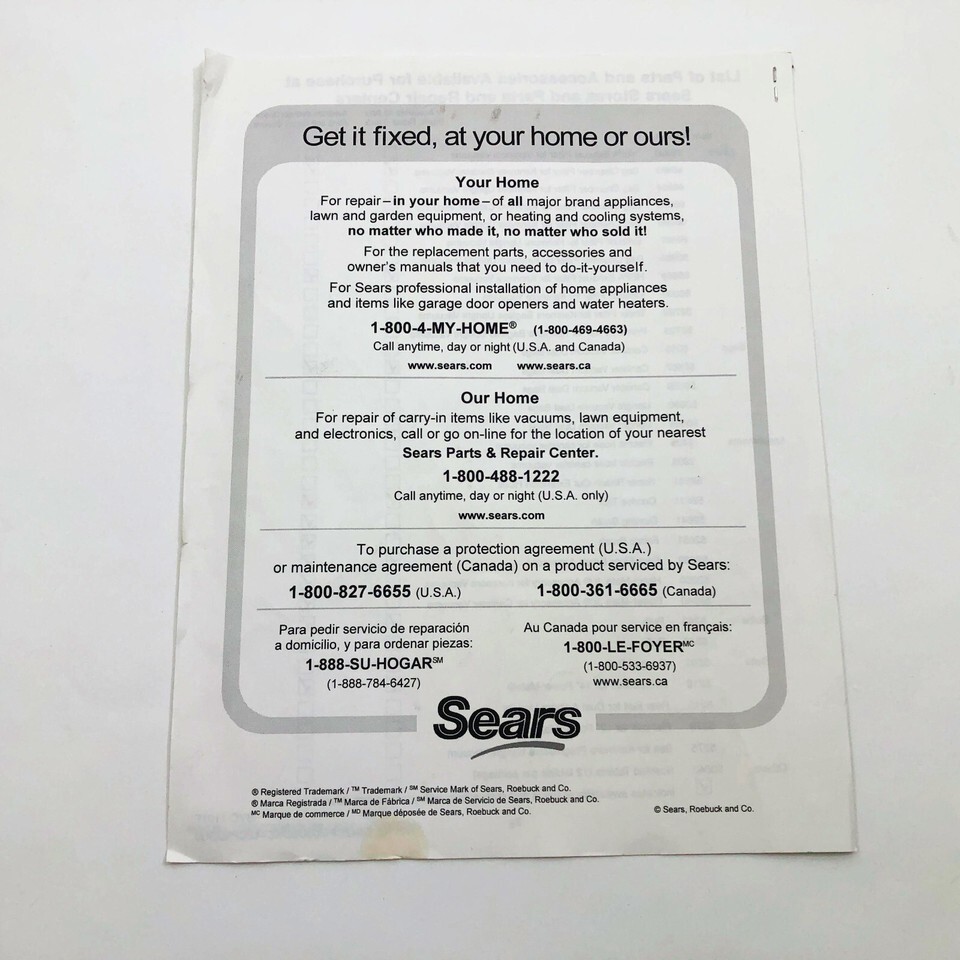 Get it fixed, at your home or ours!
Your Home
For repair – in your home – of all major brand appliances,
lawn and garden equipment, or heating and cooling systems,
no matter who made it, no matter who sold it!
For the replacement parts, accessories and
owner's manuals that you need to do-it-yourself.
For Sears professional installation of home appliances
and items like garage door openers and water heaters.
1-800-4-MY-HOME® (1-800-469-4663)
Call anytime, day or night (U.S.A. and Canada)
www.sears.com www.sears.ca
Our Home
For repair of carry-in items like vacuums, lawn equipment,
and electronics, call or go on-line for the location of your nearest
Sears Parts & Repair Center.
1-800-488-1222
Call anytime, day or night (U.S.A. only)
www.sears.com
To purchase a protection agreement (U.S.A.)
or maintenance agreement (Canada) on a product serviced by Sears:
1-800-827-6655 (U.S.A.) 1-800-361-6665 (Canada)
Para pedir servicio de reparación
a domicilio, y para ordenar piezas:
1-888-SU-HOGAR℠
(1-888-784-6427)
Au Canada pour service en français:
1-800-LE-FOYERᴹᶜ
(1-800-533-6937)
www.sears.ca
Sears
® Registered Trademark / ™ Trademark / ℠ Service Mark of Sears, Roebuck and Co.
® Marca Registrada / ™ Marca de Fábrica / ℠ Marca de Servicio de Sears, Roebuck and Co.
ᴹᶜ Marque de commerce / ᴹᴰ Marque déposée de Sears, Roebuck and Co.
© Sears, Roebuck and Co.